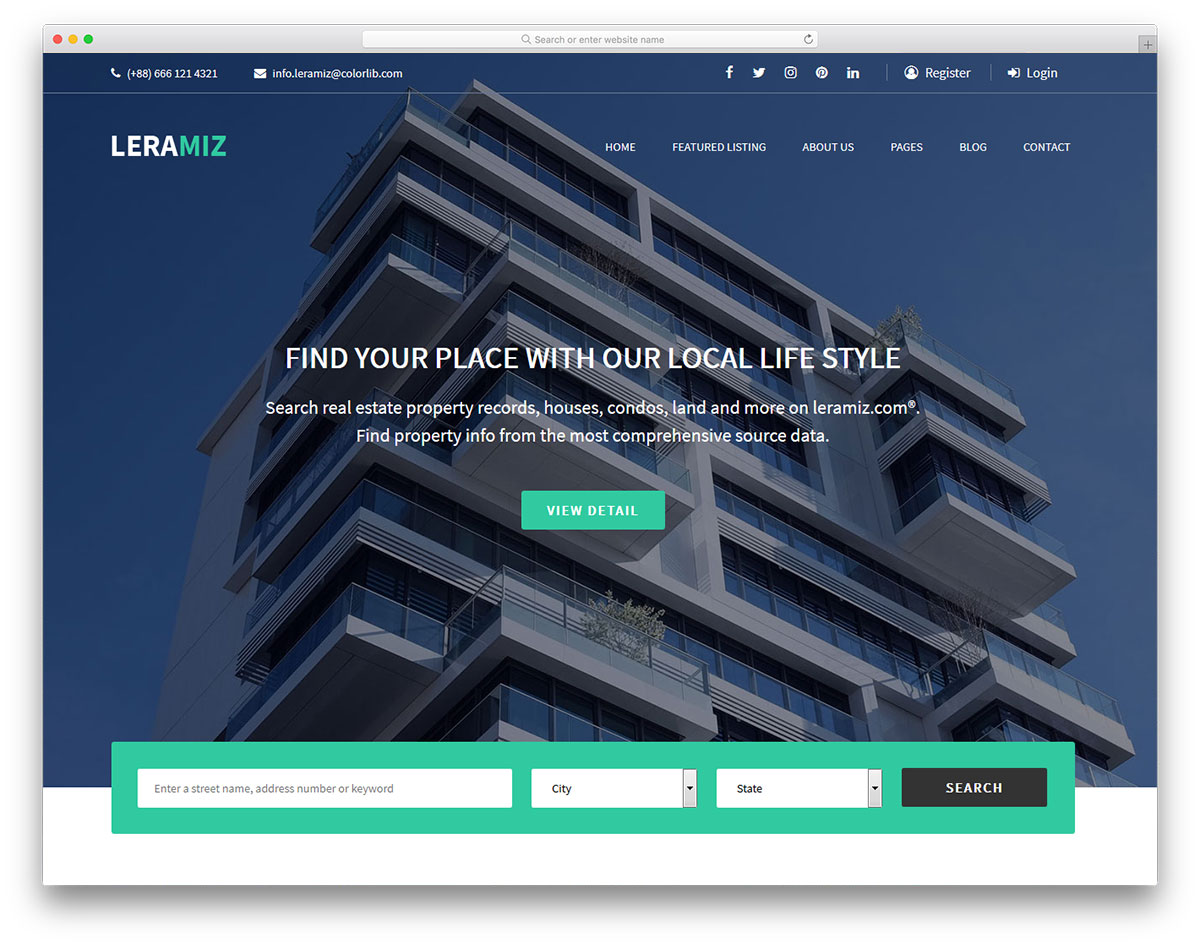 Search or enter website name
(+88) 666 121 4321 info.leramiz@colorlib.com Register Login
LERAMIZ HOME FEATURED LISTING ABOUT US PAGES BLOG CONTACT
FIND YOUR PLACE WITH OUR LOCAL LIFE STYLE
Search real estate property records, houses, condos, land and more on leramiz.com®.
Find property info from the most comprehensive source data.
VIEW DETAIL
Enter a street name, address number or keyword City State SEARCH